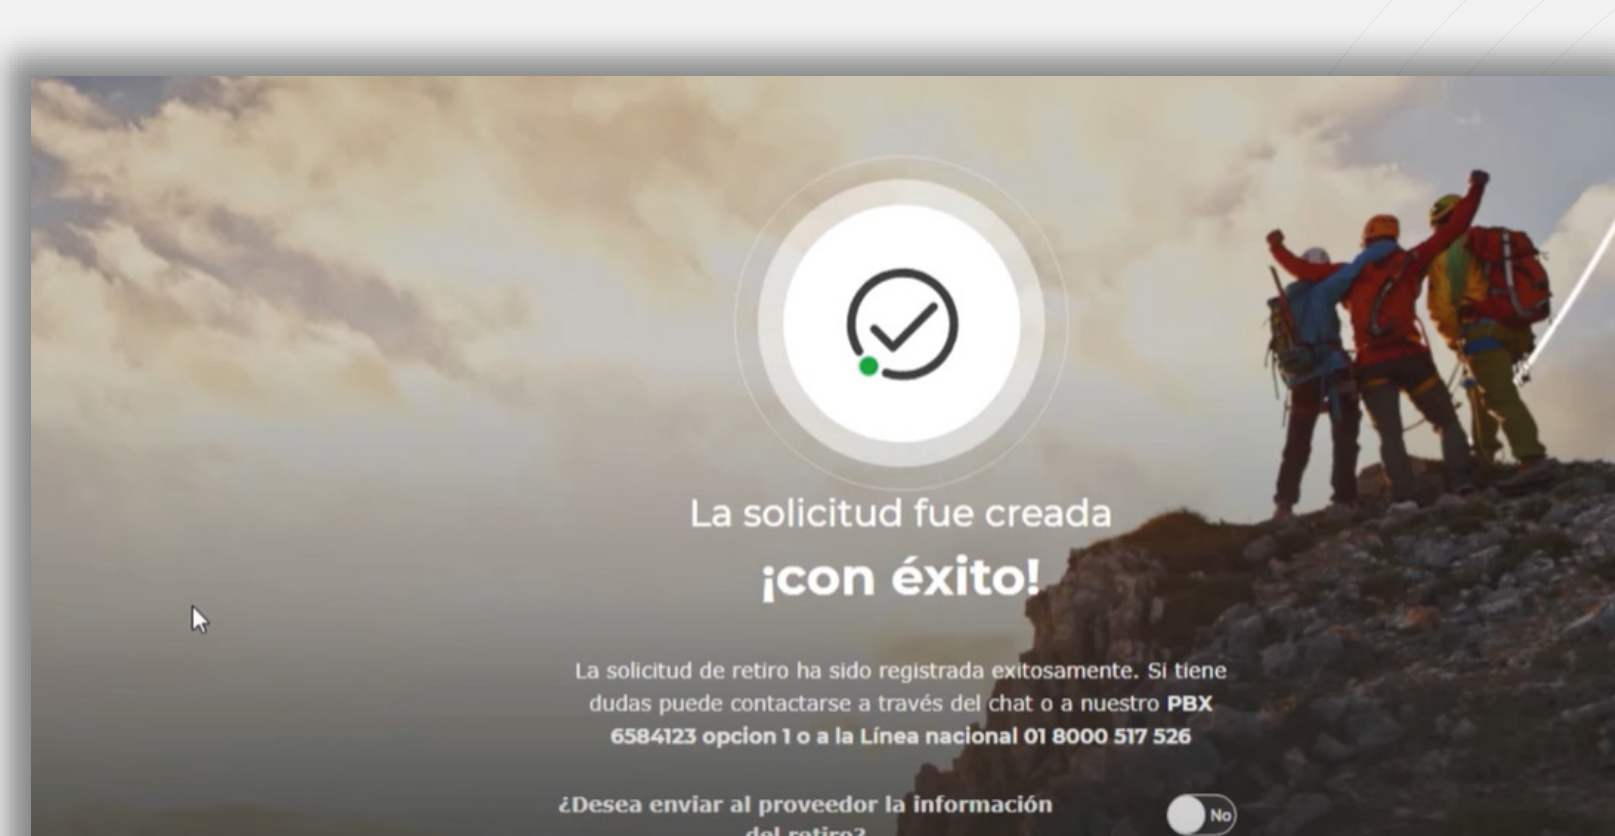 La solicitud fue creada
¡con éxito!
La solicitud de retiro ha sido registrada exitosamente. Si tiene
dudas puede contactarse a través del chat o a nuestro PBX
6584123 opcion 1 o a la Línea nacional 01 8000 517 526
¿Desea enviar al proveedor la información
No
del retiro?